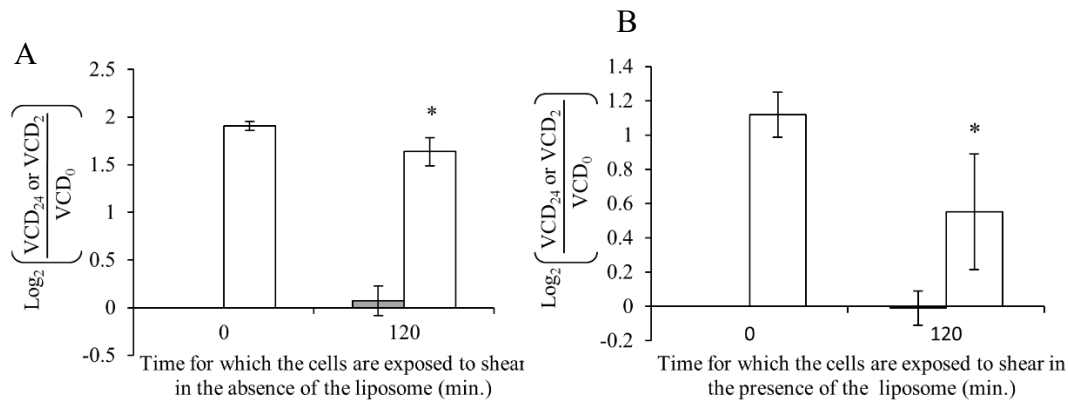 A
2.5
2
1.5
1
0.5
0
-0.5
*
0
120
Log2 VCD24 or VCD2
VCD0
Time for which the cells are exposed to shear
in the absence of the liposome (min.)
B
1.4
1.2
1
0.8
0.6
0.4
0.2
0
-0.2
*
0
120
Log2 VCD24 or VCD2
VCD0
Time for which the cells are exposed to shear in
the presence of the liposome (min.)